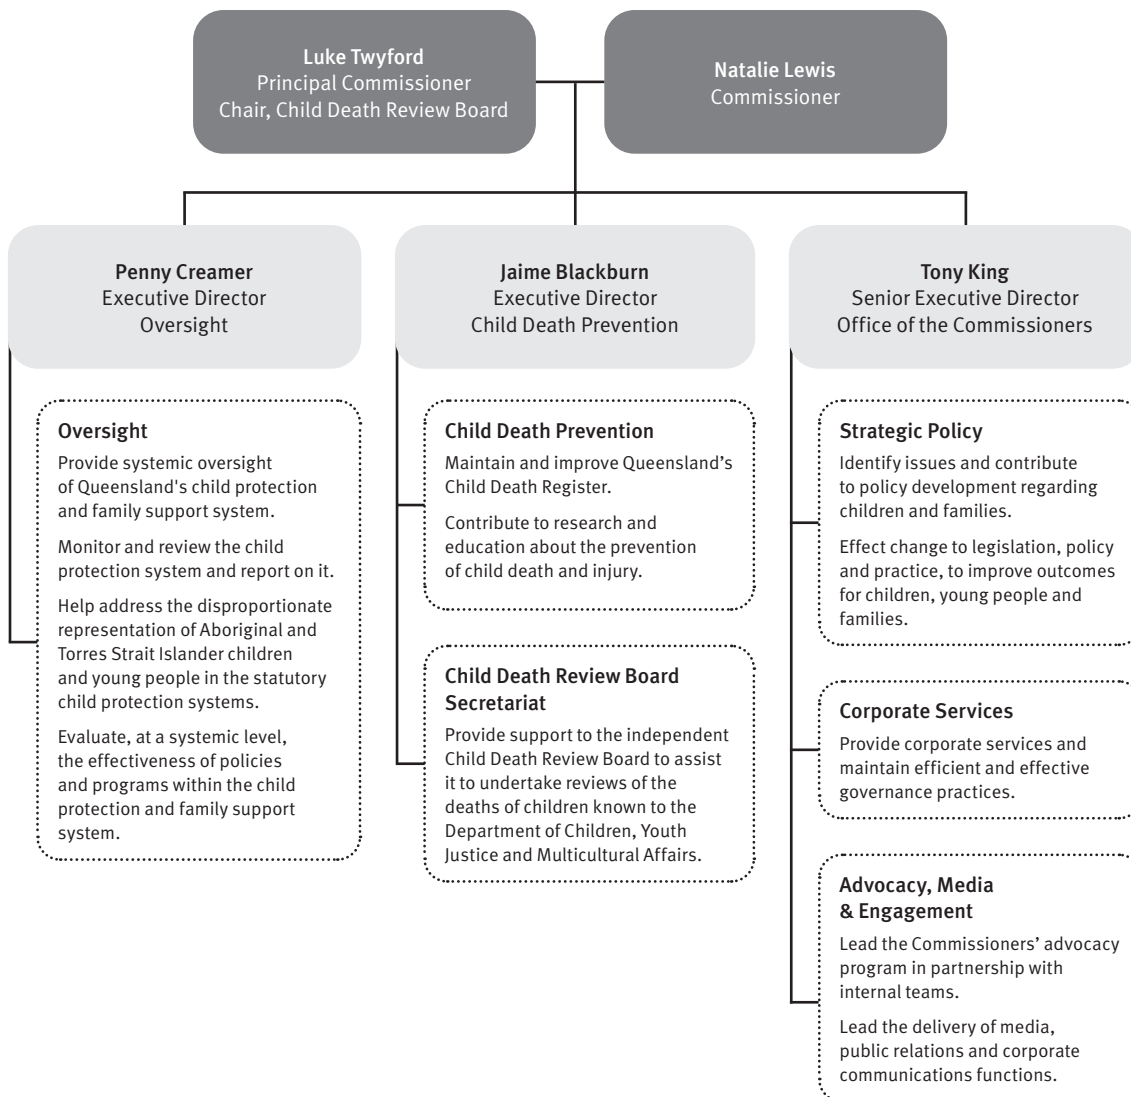 Luke Twyford
Principal Commissioner
Chair, Child Death Review Board
Natalie Lewis
Commissioner
Penny Creamer
Executive Director
Oversight
Jaime Blackburn
Executive Director
Child Death Prevention
Tony King
Senior Executive Director
Office of the Commissioners
Oversight
Provide systemic oversight
of Queensland's child protection
and family support system.
Monitor and review the child
protection system and report on it.
Help address the disproportionate
representation of Aboriginal and
Torres Strait Islander children
and young people in the statutory
child protection systems.
Evaluate, at a systemic level,
the effectiveness of policies
and programs within the child
protection and family support
system.
Child Death Prevention
Maintain and improve Queensland’s
Child Death Register.
Contribute to research and
education about the prevention
of child death and injury.
Child Death Review Board
Secretariat
Provide support to the independent
Child Death Review Board to assist
it to undertake reviews of the
deaths of children known to the
Department of Children, Youth
Justice and Multicultural Affairs.
Strategic Policy
Identify issues and contribute
to policy development regarding
children and families.
Effect change to legislation, policy
and practice, to improve outcomes
for children, young people and
families.
Corporate Services
Provide corporate services and
maintain efficient and effective
governance practices.
Advocacy, Media
& Engagement
Lead the Commissioners’ advocacy
program in partnership with
internal teams.
Lead the delivery of media,
public relations and corporate
communications functions.